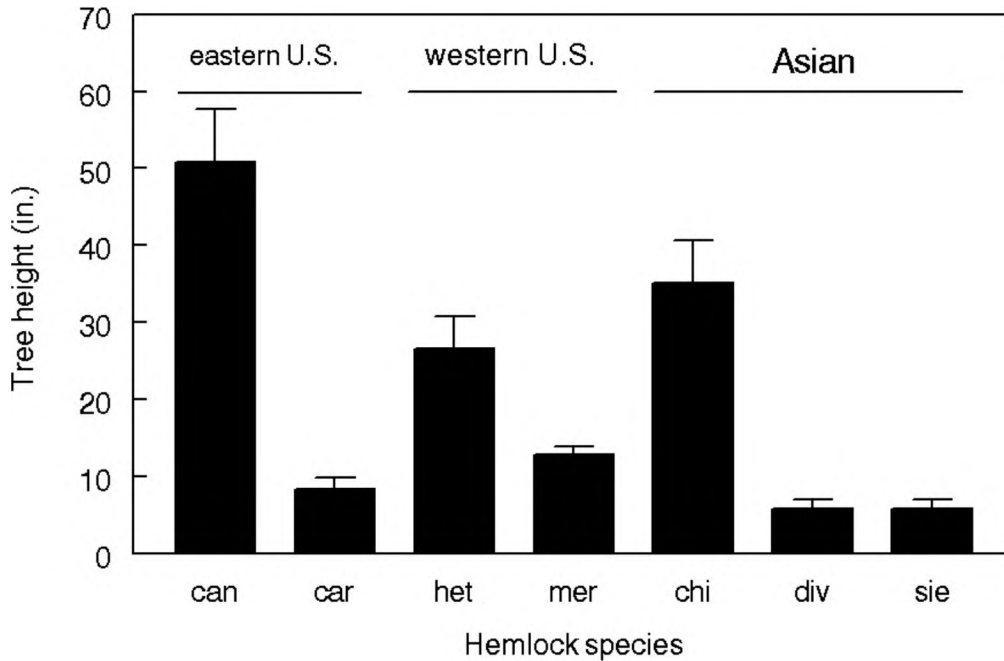 70
60
50
40
30
20
10
0
Tree height (in.)
eastern U.S. western U.S. Asian
can car het mer chi div sie
Hemlock species